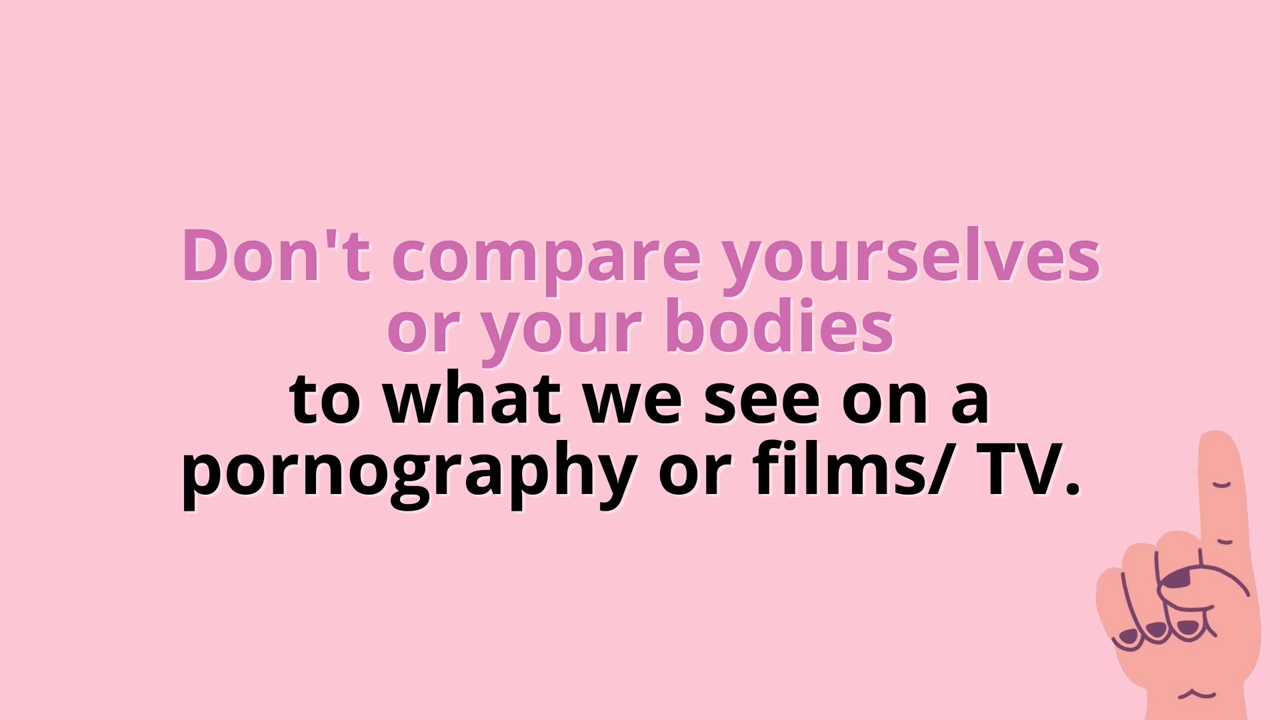 Don't compare yourselves
or your bodies
to what we see on a
pornography or films/ TV.